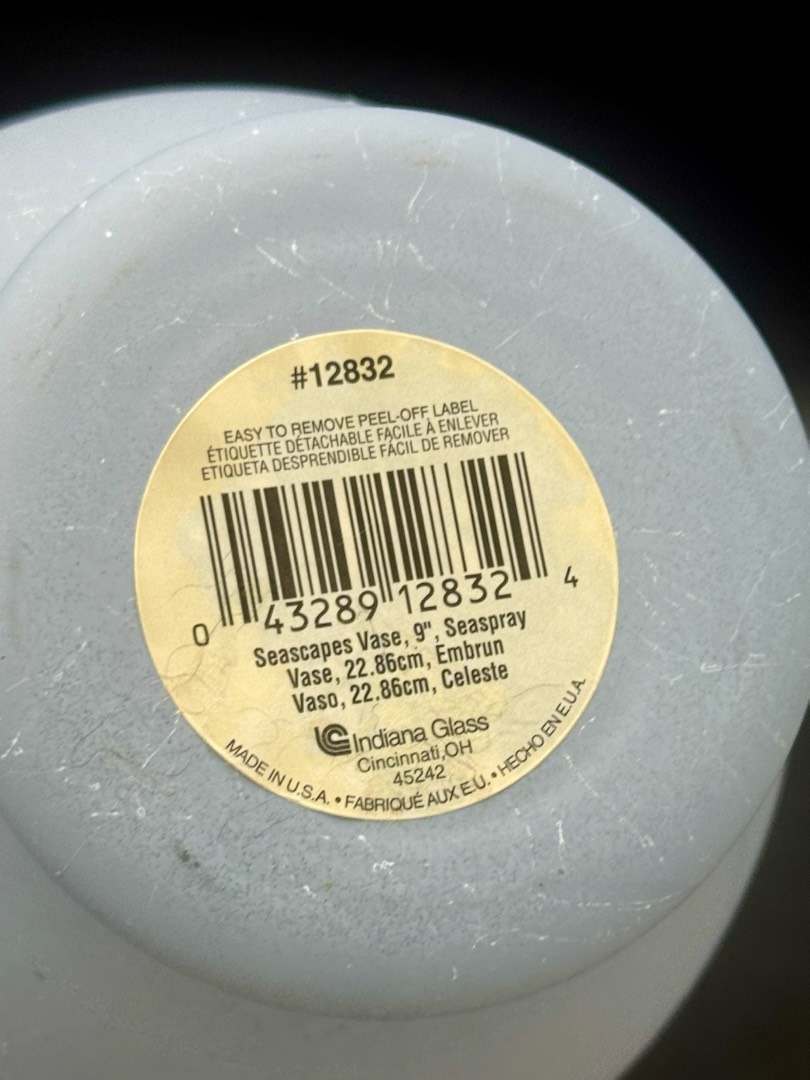 #12832
EASY TO REMOVE PEEL-OFF LABEL
ÉTIQUETTE DÉTACHABLE FACILE À ENLEVER
ETIQUETA DESPRENDIBLE FÁCIL DE REMOVER
0 43289 12832 4
Seascapes Vase, 9", Seaspray
Vase, 22.86cm, Embrun
Vaso, 22.86cm, Celeste
Indiana Glass
Cincinnati, OH
45242
MADE IN U.S.A. • FABRIQUÉ AUX E.U. • HECHO EN E.U.A.